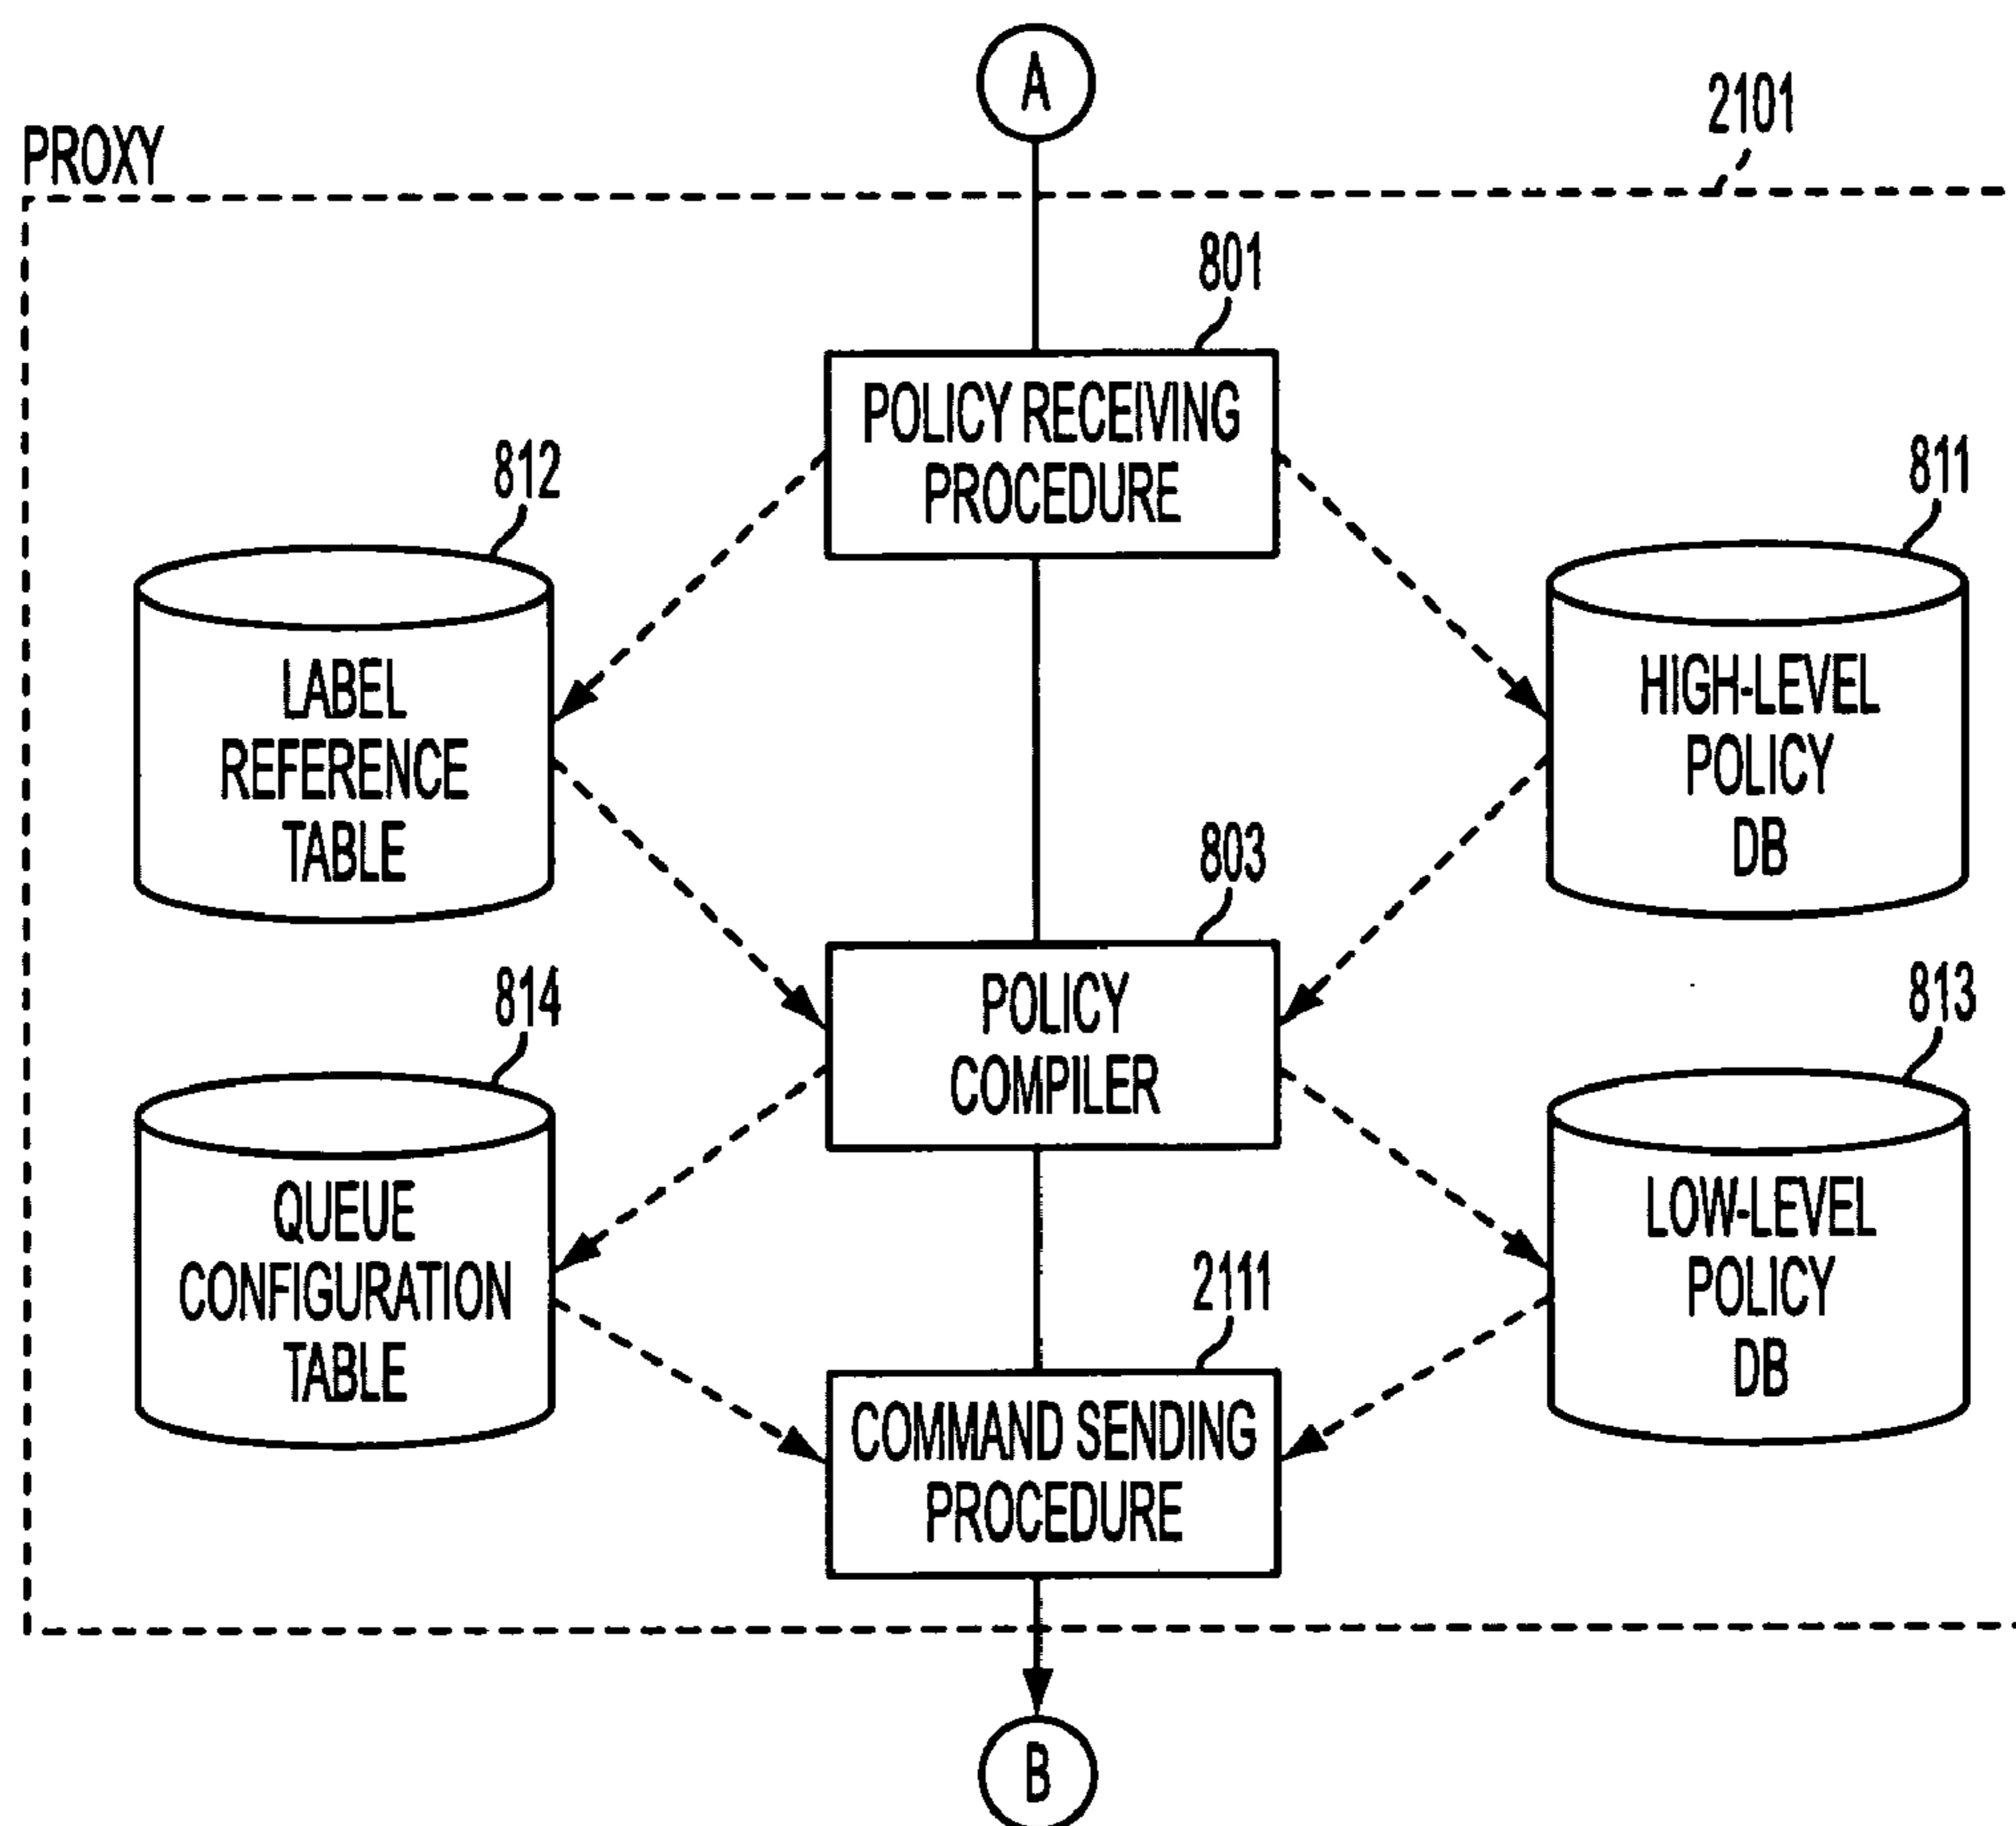 A
2101
PROXY
801
POLICY RECEIVING
PROCEDURE
812
811
LABEL
REFERENCE
TABLE
HIGH-LEVEL
POLICY
DB
803
POLICY
COMPILER
814
813
QUEUE
CONFIGURATION
TABLE
LOW-LEVEL
POLICY
DB
2111
COMMAND SENDING
PROCEDURE
B